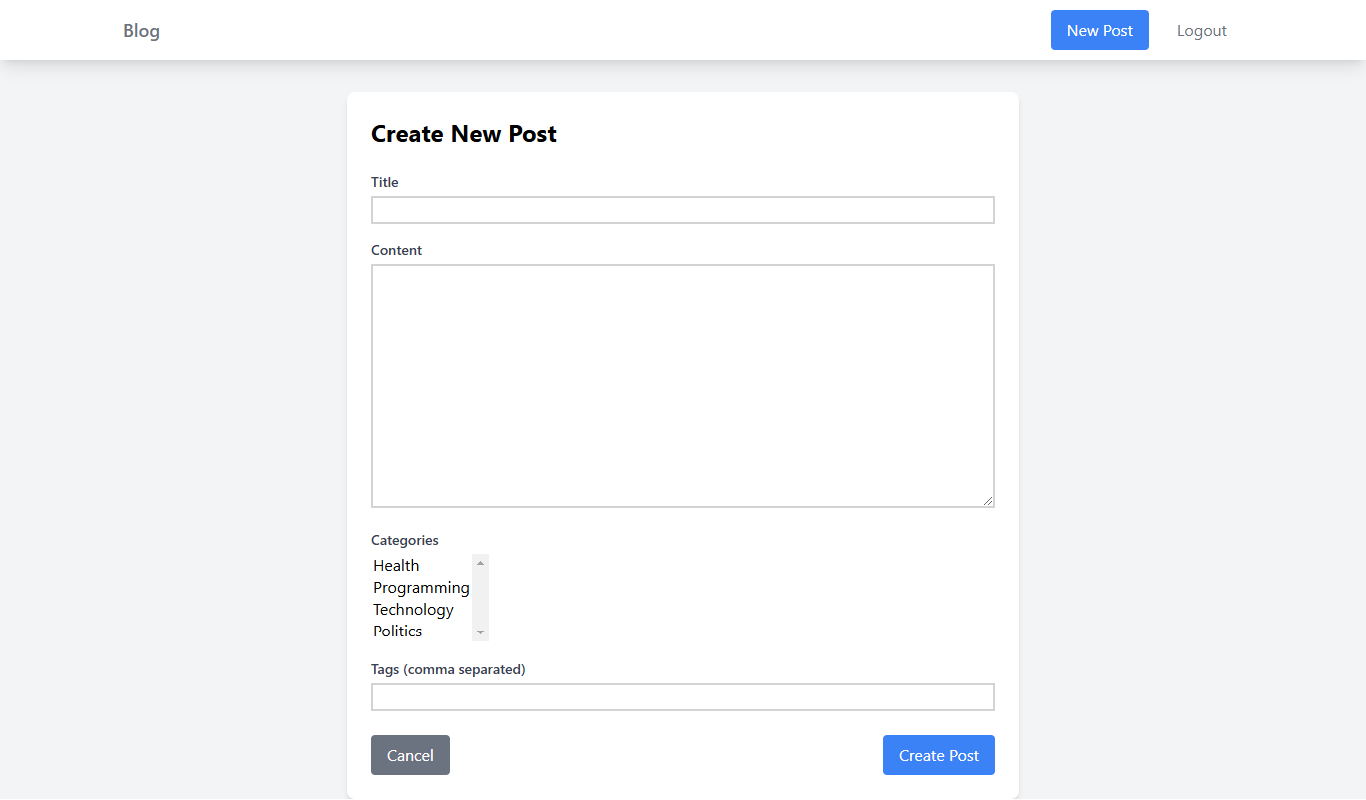 Blog New Post Logout
Create New Post
Title
Content
Categories
Health
Programming
Technology
Politics
Tags (comma separated)
Cancel Create Post